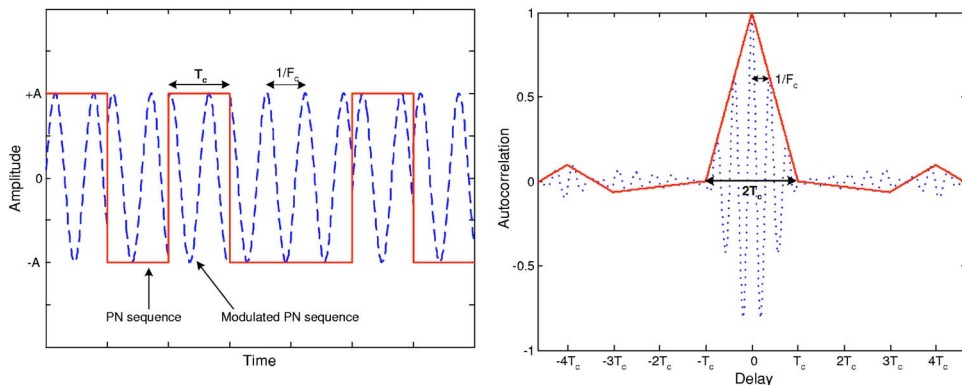 Amplitude
+A
0
-A
T_c
1/F_c
PN sequence
Modulated PN sequence
Time
Autocorrelation
1
0.5
0
-0.5
-1
1/F_c
2T_c
-4T_c -3T_c -2T_c -T_c 0 T_c 2T_c 3T_c 4T_c
Delay